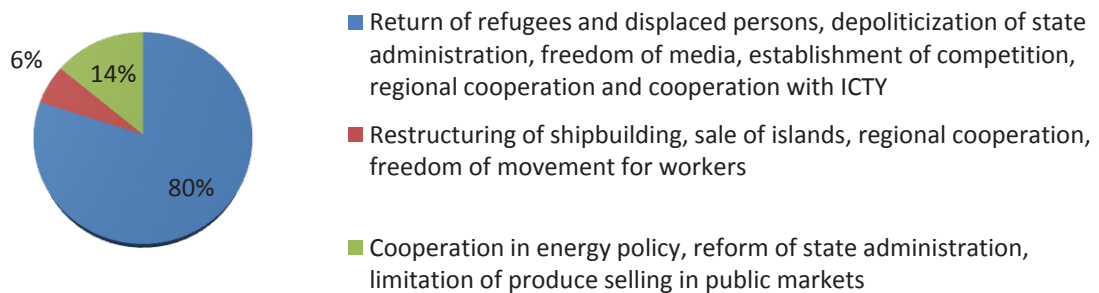 6%
14%
80%
Return of refugees and displaced persons, depoliticization of state
administration, freedom of media, establishment of competition,
regional cooperation and cooperation with ICTY
Restructuring of shipbuilding, sale of islands, regional cooperation,
freedom of movement for workers
Cooperation in energy policy, reform of state administration,
limitation of produce selling in public markets